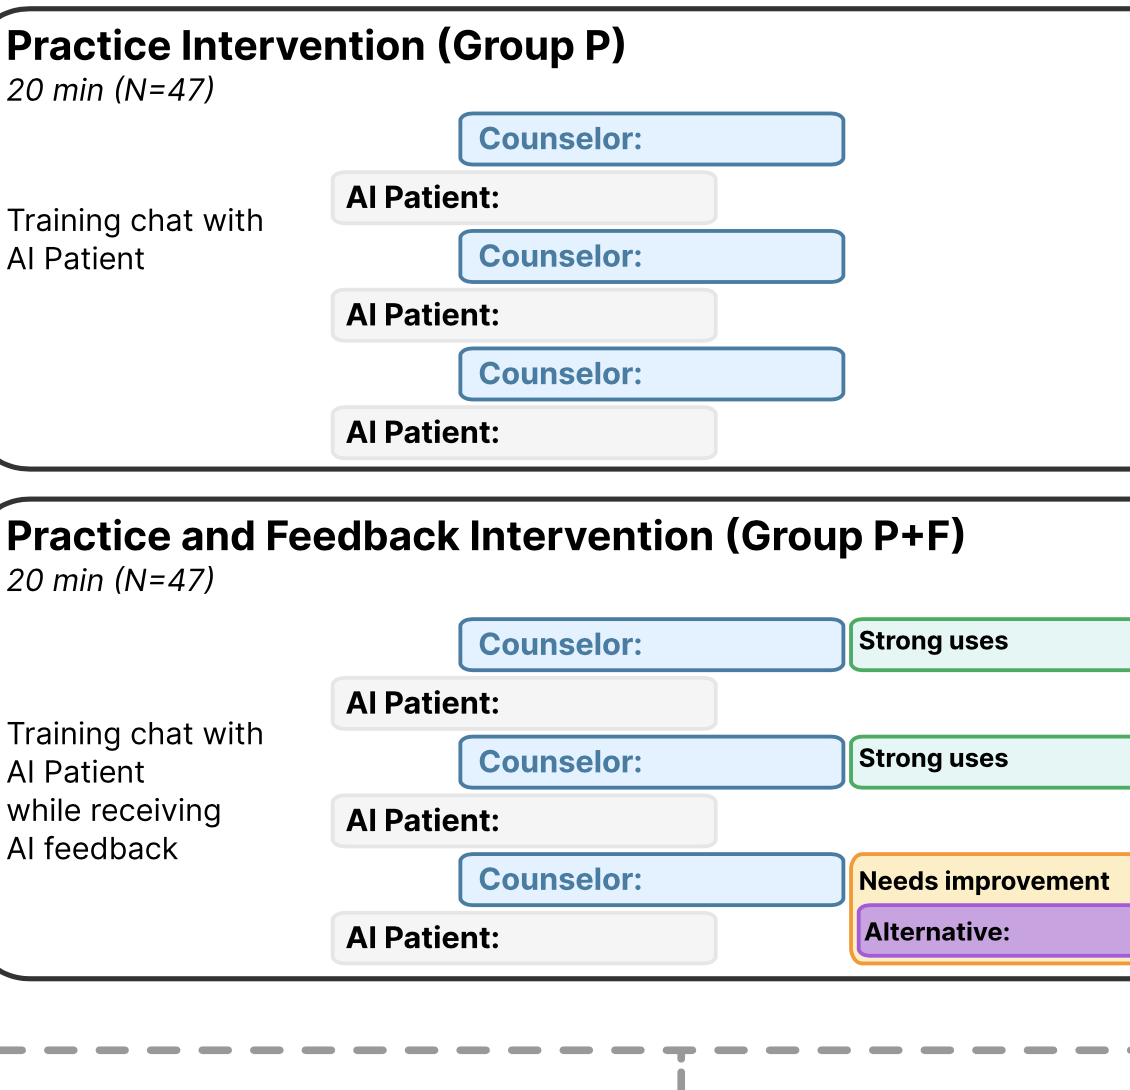 Practice Intervention (Group P)
20 min (N=47)
Counselor:
AI Patient:
Training chat with
AI Patient
Counselor:
AI Patient:
Counselor:
AI Patient:
Practice and Feedback Intervention (Group P+F)
20 min (N=47)
Counselor:
Strong uses
AI Patient:
Training chat with
AI Patient
while receiving
AI feedback
Counselor:
Strong uses
AI Patient:
Counselor:
Needs improvement
Alternative:
AI Patient: